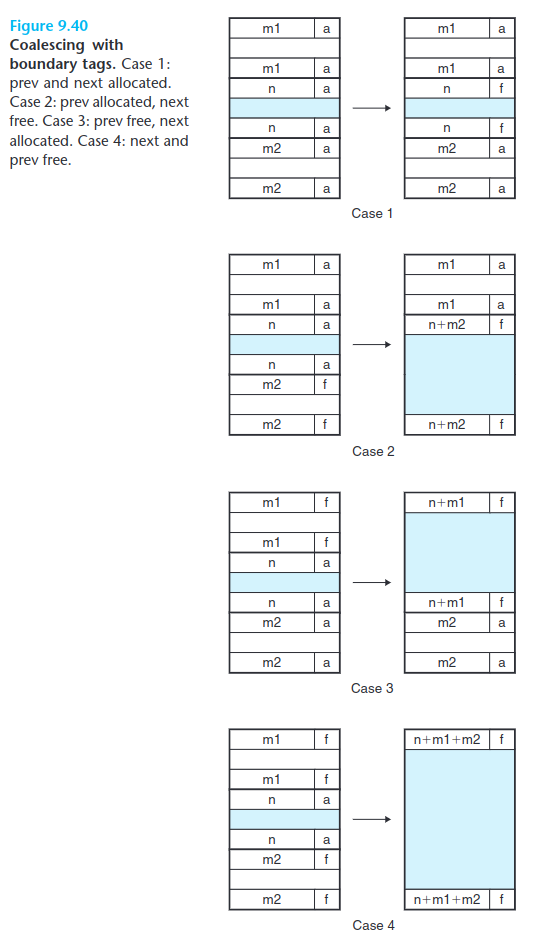 Figure 9.40
Coalescing with
boundary tags. Case 1:
prev and next allocated.
Case 2: prev allocated, next
free. Case 3: prev free, next
allocated. Case 4: next and
prev free.
m1 a m1 a
m1 a m1 a
n a n f
n a n f
m2 a m2 a
m2 a m2 a
Case 1
m1 a m1 a
m1 a m1 a
n a n+m2 f
n a
m2 f
m2 f n+m2 f
Case 2
m1 f n+m1 f
m1 f
n a
n a n+m1 f
m2 a m2 a
m2 a m2 a
Case 3
m1 f n+m1+m2 f
m1 f
n a
n a
m2 f
m2 f n+m1+m2 f
Case 4